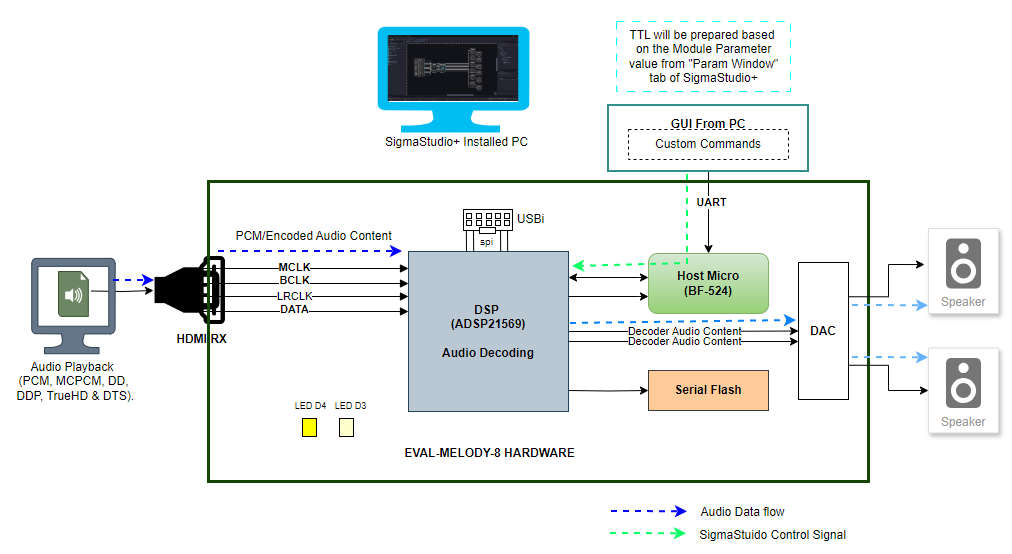 TTL will be prepared based
on the Module Parameter
value from "Param Window"
tab of SigmaStudio+
SigmaStudio+ Installed PC
GUI From PC
Custom Commands
UART
USBi
spi
PCM/Encoded Audio Content
MCLK
BCLK
LRCLK
DATA
HDMI RX
Audio Playback
(PCM, MCPCM, DD,
DDP, TrueHD & DTS).
DSP
(ADSP21569)
Audio Decoding
Host Micro
(BF-524)
Decoder Audio Content
Decoder Audio Content
DAC
Speaker
Speaker
Serial Flash
LED D4
LED D3
EVAL-MELODY-8 HARDWARE
Audio Data flow
SigmaStuido Control Signal